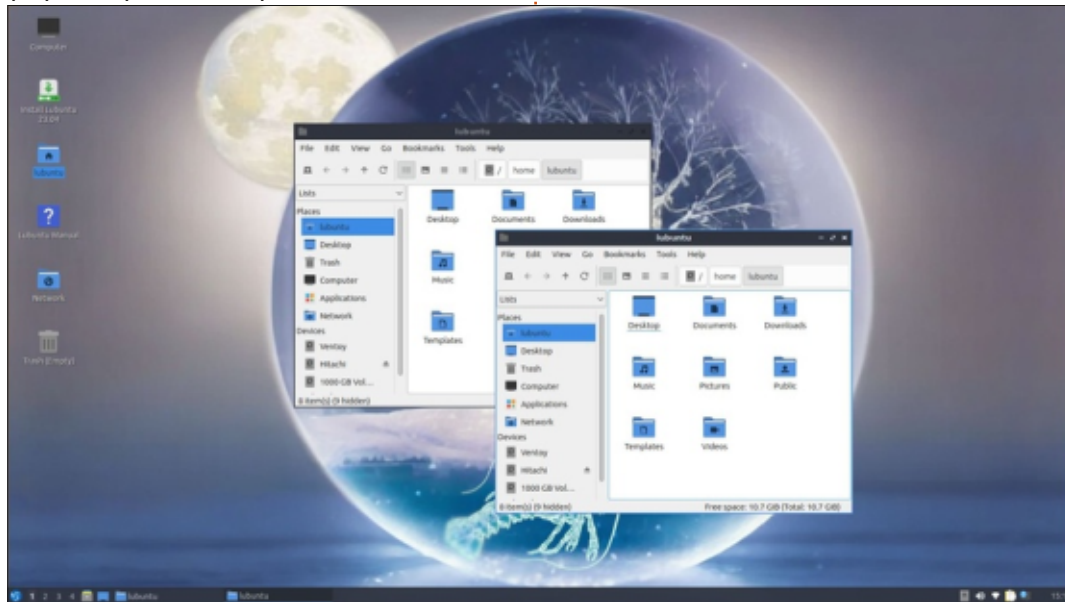 Computer
Install Lubuntu
23.04
lubuntu
Lubuntu Manual
Network
Trash (Empty)
lubuntu
File Edit View Go Bookmarks Tools Help
/ home lubuntu
Lists
Places
lubuntu
Desktop
Trash
Computer
Applications
Network
Devices
Ventoy
Hitachi
1000 GB Vol...
Desktop Documents Downloads
Music
Templates
8 item(s) (9 hidden)
lubuntu
File Edit View Go Bookmarks Tools Help
/ home lubuntu
Lists
Places
lubuntu
Desktop
Trash
Computer
Applications
Network
Devices
Ventoy
Hitachi
1000 GB Vol...
Desktop Documents Downloads
Music Pictures Public
Templates Videos
8 item(s) (9 hidden) Free space: 10.7 GiB (Total: 10.7 GiB)
1 2 3 4 lubuntu lubuntu